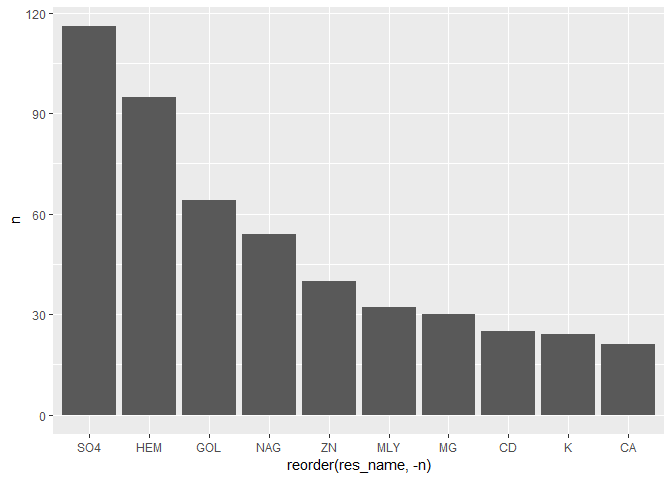 120
90
60
30
0
n
SO4 HEM GOL NAG ZN MLY MG CD K CA
reorder(res_name, -n)